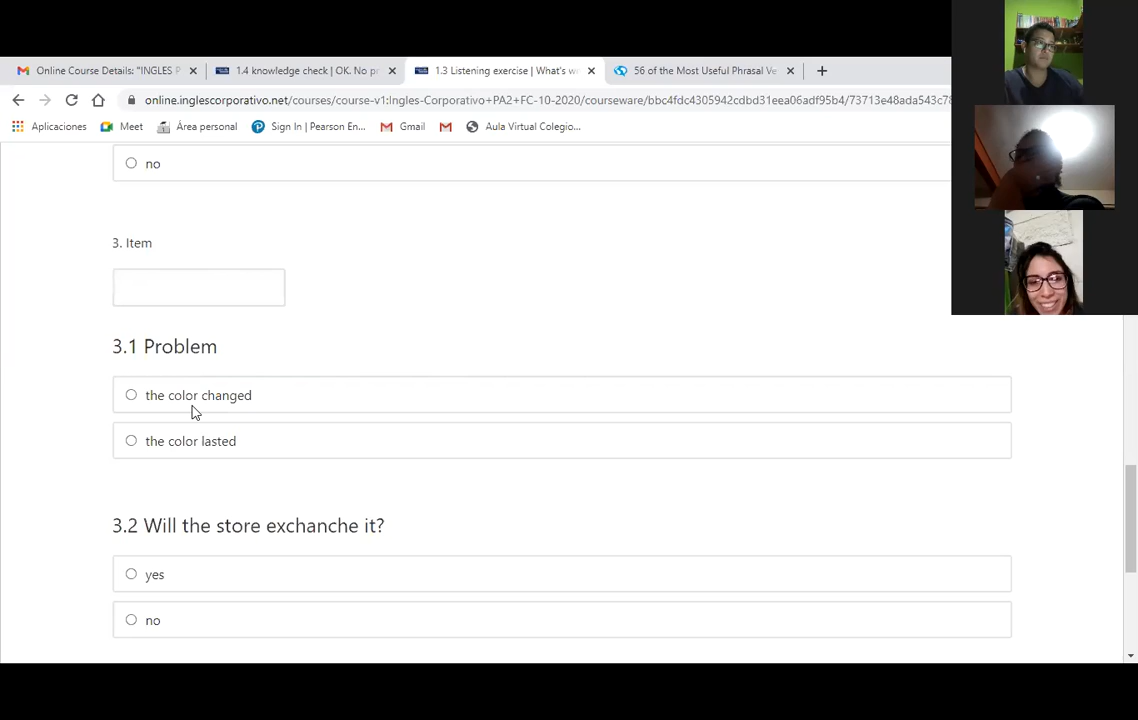 Online Course Details: "INGLES P
1.4 knowledge check | OK. No pr
1.3 Listening exercise | What's w
56 of the Most Useful Phrasal Ve
online.inglescorporativo.net/courses/course-v1:Ingles-Corporativo+PA2+FC-10-2020/courseware/bbc4fdc4305942cdbd31eea06adf95b4/73713e48ada543c78
Aplicaciones Meet Área personal Sign In | Pearson En... Gmail Aula Virtual Colegio...
no
3. Item
3.1 Problem
the color changed
the color lasted
3.2 Will the store exchanche it?
yes
no